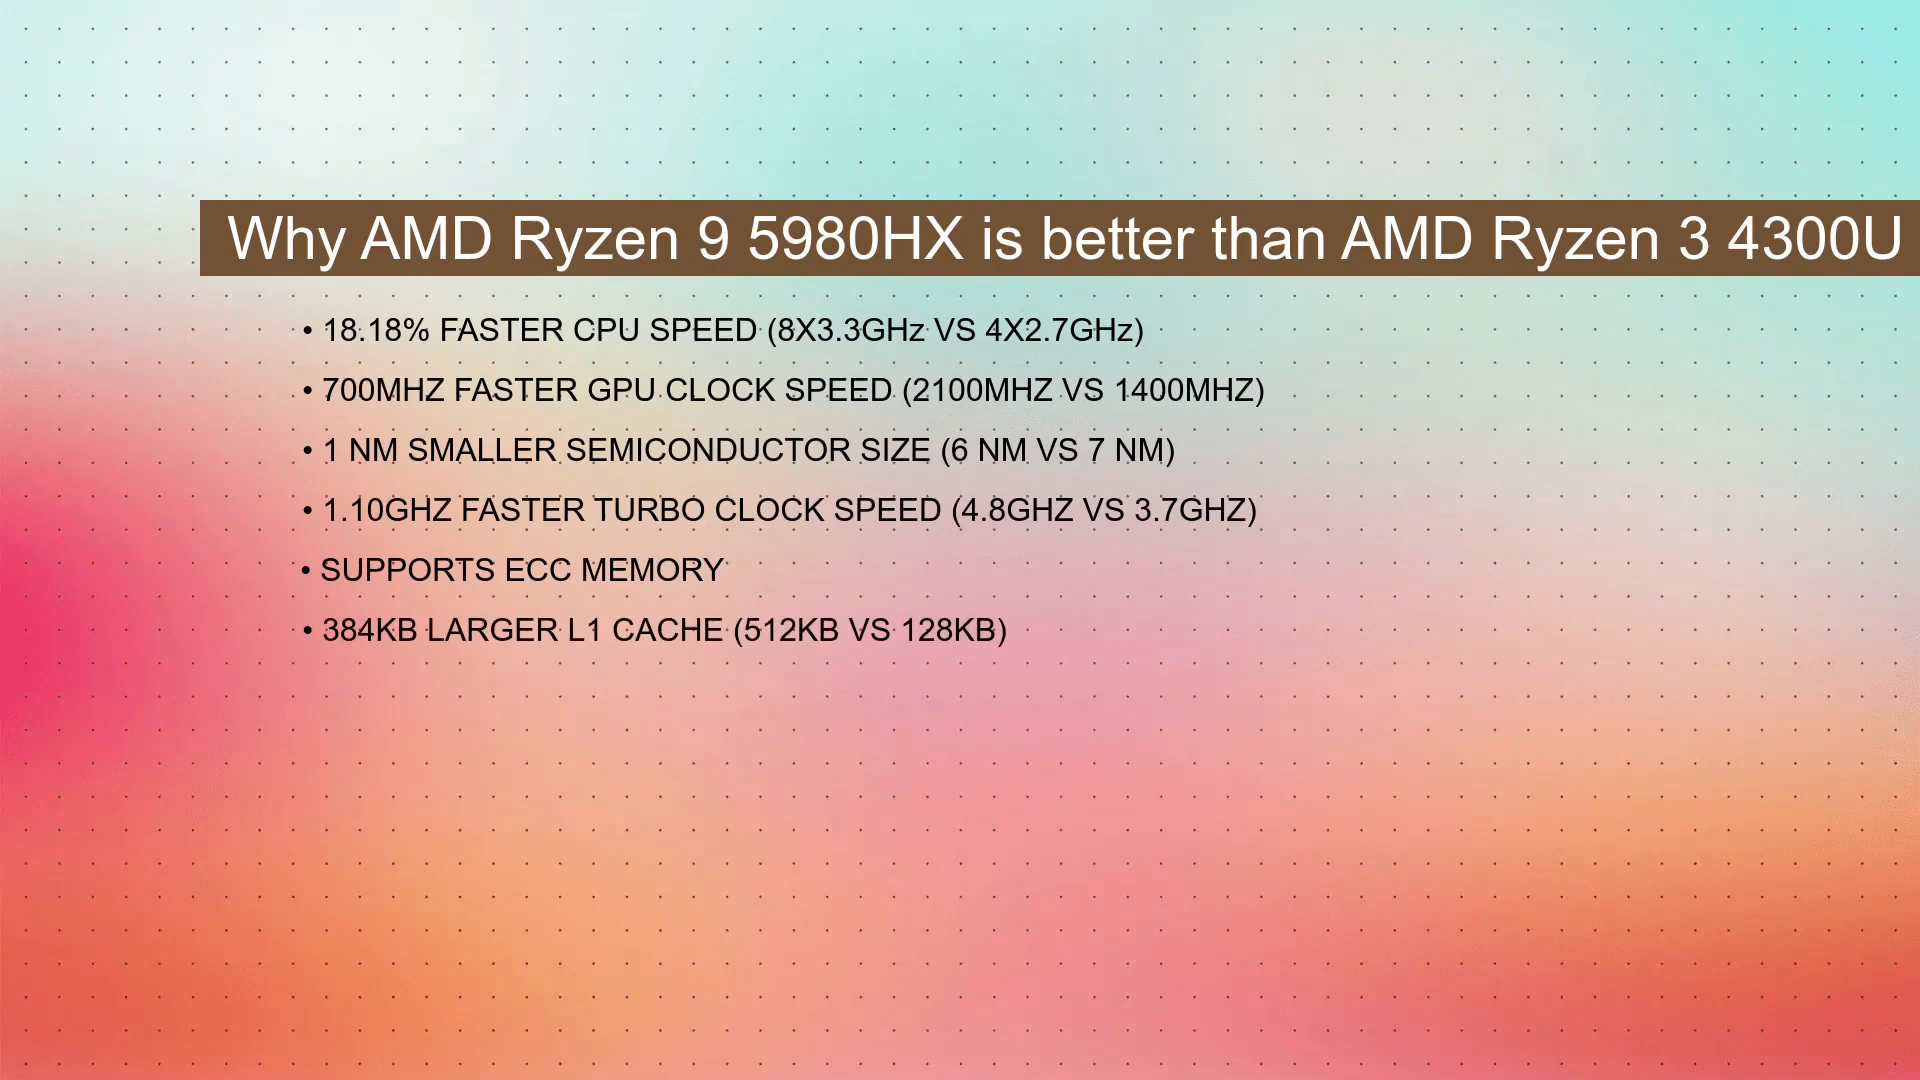 Why AMD Ryzen 9 5980HX is better than AMD Ryzen 3 4300U
• 18.18% FASTER CPU SPEED (8X3.3GHz VS 4X2.7GHz)
• 700MHZ FASTER GPU CLOCK SPEED (2100MHZ VS 1400MHZ)
• 1 NM SMALLER SEMICONDUCTOR SIZE (6 NM VS 7 NM)
• 1.10GHZ FASTER TURBO CLOCK SPEED (4.8GHZ VS 3.7GHZ)
• SUPPORTS ECC MEMORY
• 384KB LARGER L1 CACHE (512KB VS 128KB)